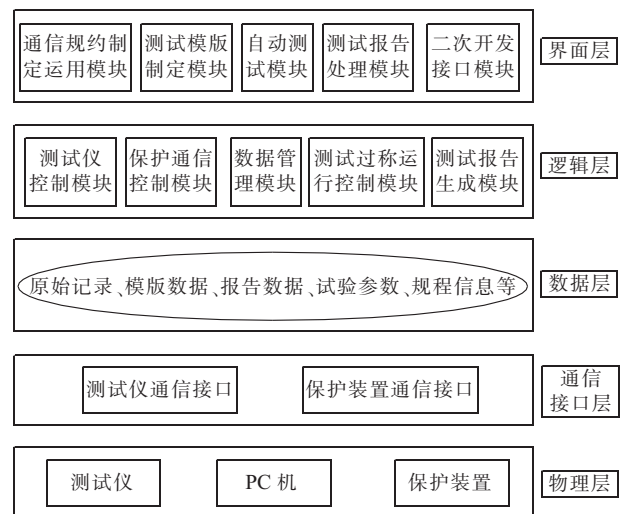 通信规约制
定运用模块
测试模版
制定模块
自动测
试模块
测试报告
处理模块
二次开发
接口模块
界面层
测试仪
控制模块
保护通信
控制模块
数据管
理模块
测试过称运
行控制模块
测试报告
生成模块
逻辑层
原始记录、模版数据、报告数据、试验参数、规程信息等
数据层
测试仪通信接口
保护装置通信接口
通信
接口层
测试仪
PC 机
保护装置
物理层